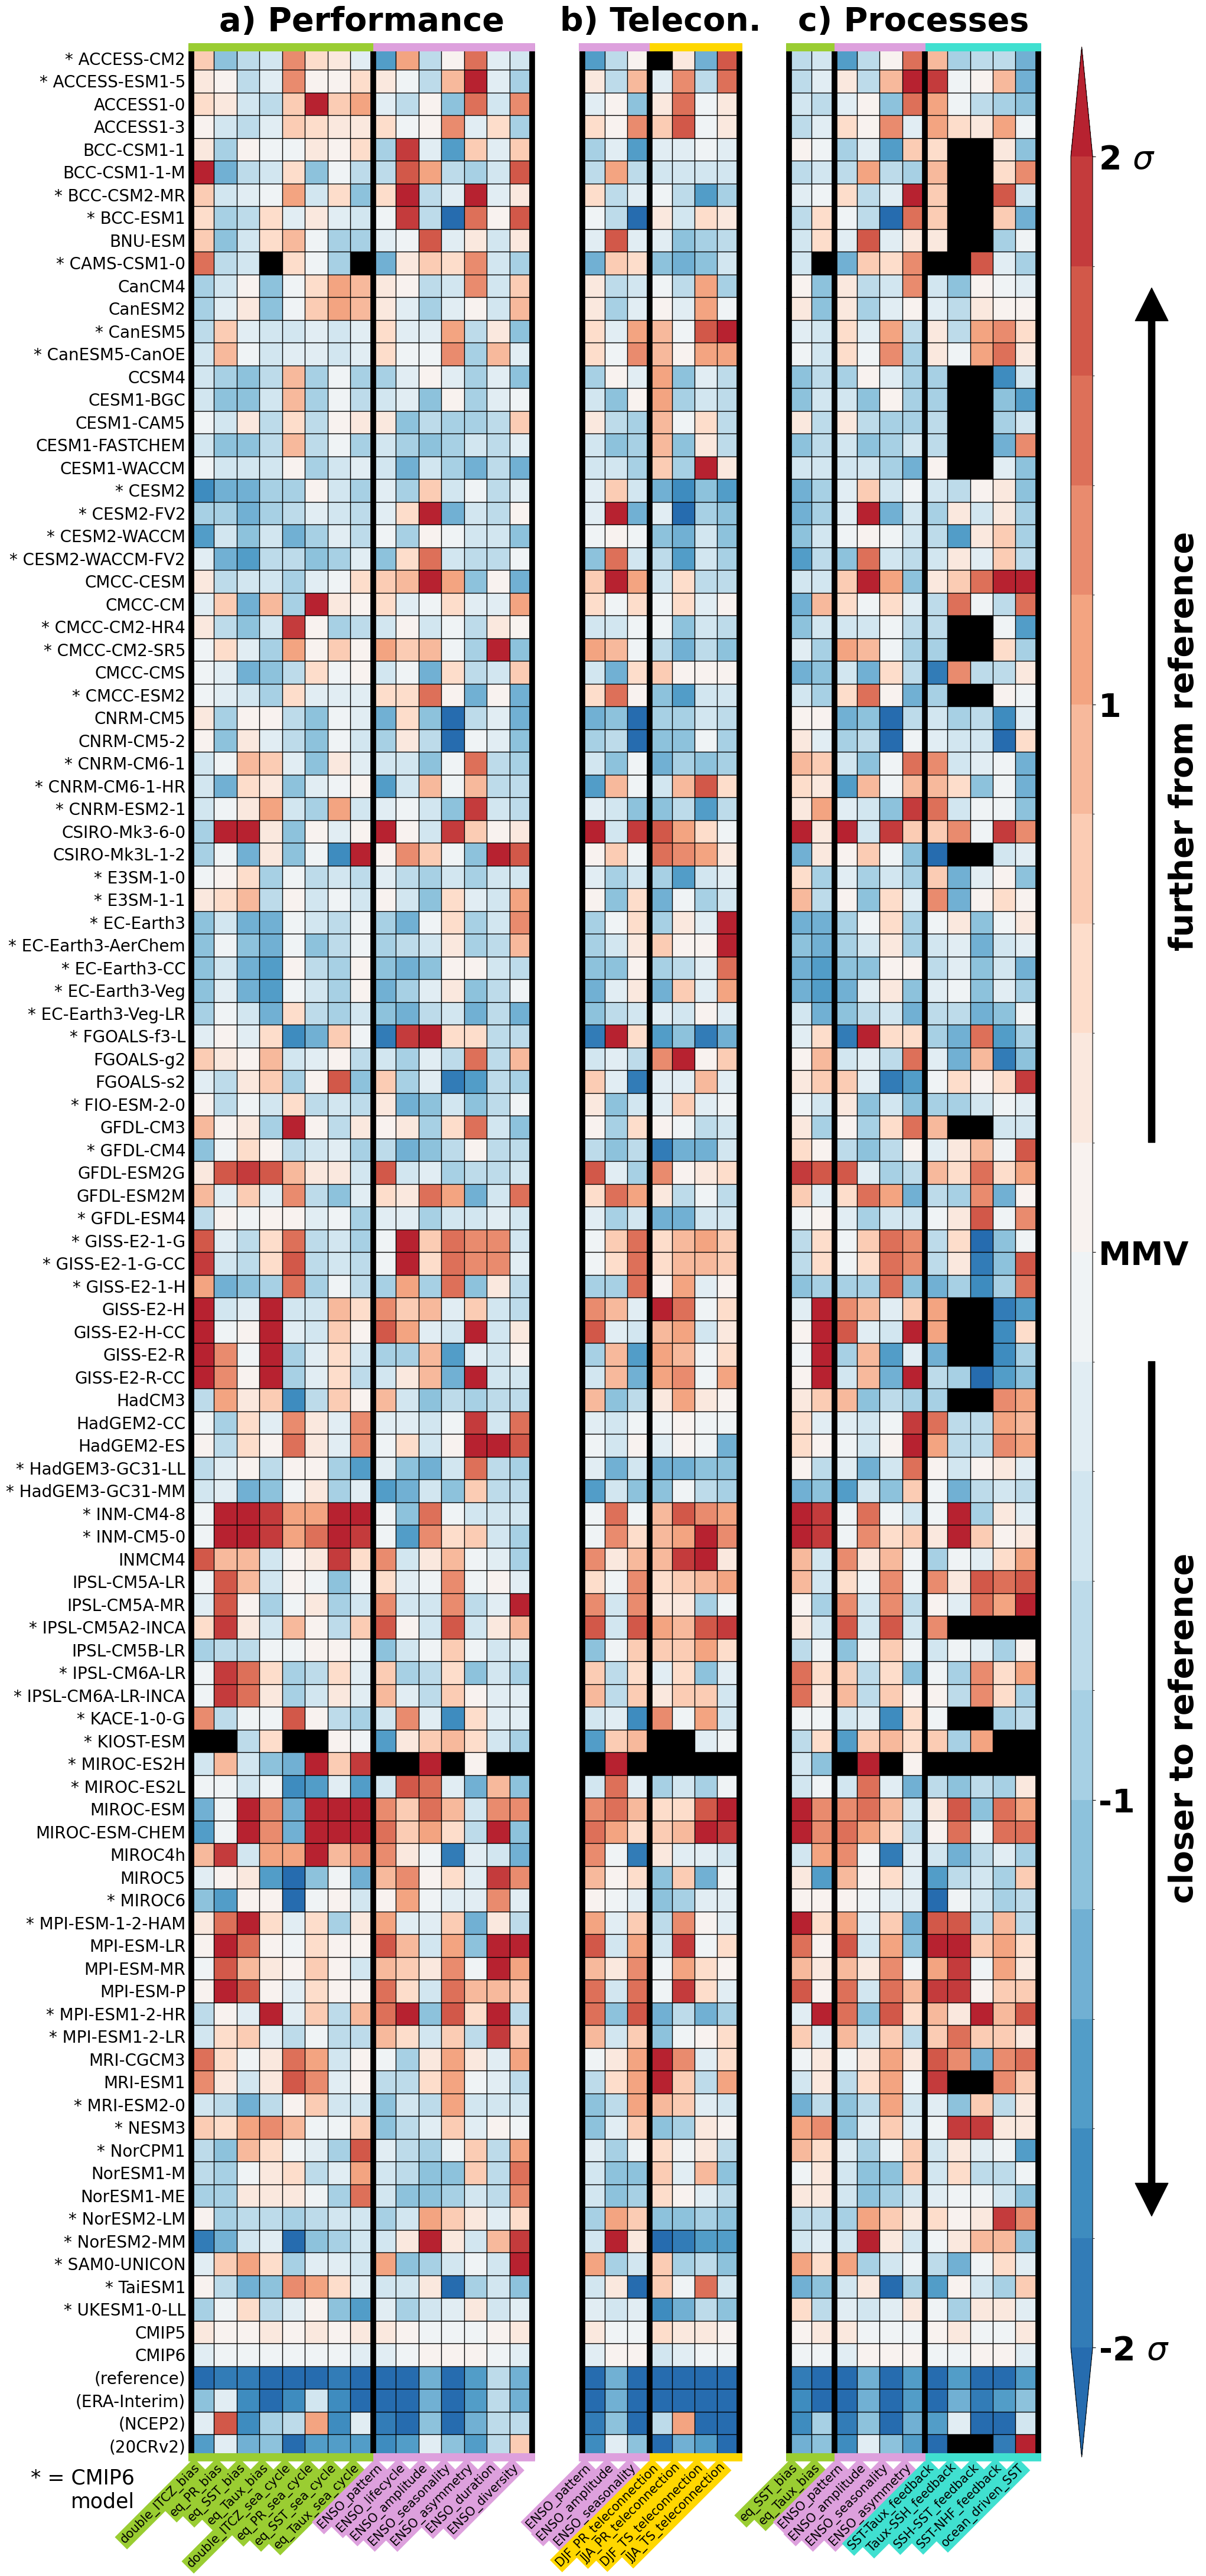 a) Performance
b) Telecon.
c) Processes
* ACCESS-CM2
* ACCESS-ESM1-5
ACCESS1-0
ACCESS1-3
BCC-CSM1-1
BCC-CSM1-1-M
* BCC-CSM2-MR
* BCC-ESM1
BNU-ESM
* CAMS-CSM1-0
CanCM4
CanESM2
* CanESM5
* CanESM5-CanOE
CCSM4
CESM1-BGC
CESM1-CAM5
CESM1-FASTCHEM
CESM1-WACCM
* CESM2
* CESM2-FV2
* CESM2-WACCM
* CESM2-WACCM-FV2
CMCC-CESM
CMCC-CM
* CMCC-CM2-HR4
* CMCC-CM2-SR5
CMCC-CMS
* CMCC-ESM2
CNRM-CM5
CNRM-CM5-2
* CNRM-CM6-1
* CNRM-CM6-1-HR
* CNRM-ESM2-1
CSIRO-Mk3-6-0
CSIRO-Mk3L-1-2
* E3SM-1-0
* E3SM-1-1
* EC-Earth3
* EC-Earth3-AerChem
* EC-Earth3-CC
* EC-Earth3-Veg
* EC-Earth3-Veg-LR
* FGOALS-f3-L
FGOALS-g2
FGOALS-s2
* FIO-ESM-2-0
GFDL-CM3
* GFDL-CM4
GFDL-ESM2G
GFDL-ESM2M
* GFDL-ESM4
* GISS-E2-1-G
* GISS-E2-1-G-CC
* GISS-E2-1-H
GISS-E2-H
GISS-E2-H-CC
GISS-E2-R
GISS-E2-R-CC
HadCM3
HadGEM2-CC
HadGEM2-ES
* HadGEM3-GC31-LL
* HadGEM3-GC31-MM
* INM-CM4-8
* INM-CM5-0
INMCM4
IPSL-CM5A-LR
IPSL-CM5A-MR
* IPSL-CM5A2-INCA
IPSL-CM5B-LR
* IPSL-CM6A-LR
* IPSL-CM6A-LR-INCA
* KACE-1-0-G
* KIOST-ESM
* MIROC-ES2H
* MIROC-ES2L
MIROC-ESM
MIROC-ESM-CHEM
MIROC4h
MIROC5
* MIROC6
* MPI-ESM-1-2-HAM
MPI-ESM-LR
MPI-ESM-MR
MPI-ESM-P
* MPI-ESM1-2-HR
* MPI-ESM1-2-LR
MRI-CGCM3
MRI-ESM1
* MRI-ESM2-0
* NESM3
* NorCPM1
NorESM1-M
NorESM1-ME
* NorESM2-LM
* NorESM2-MM
* SAM0-UNICON
* TaiESM1
* UKESM1-0-LL
CMIP5
CMIP6
(reference)
(ERA-Interim)
(NCEP2)
(20CRv2)
* = CMIP6
model
double_ITCZ_bias
eq_PR_bias
eq_SST_bias
eq_Taux_bias
double_ITCZ_sea_cycle
eq_PR_sea_cycle
eq_SST_sea_cycle
eq_Taux_sea_cycle
ENSO_pattern
ENSO_lifecycle
ENSO_amplitude
ENSO_seasonality
ENSO_asymmetry
ENSO_duration
ENSO_diversity
ENSO_pattern
ENSO_amplitude
ENSO_seasonality
DJF_PR_teleconnection
JJA_PR_teleconnection
DJF_TS_teleconnection
JJA_TS_teleconnection
eq_SST_bias
eq_Taux_bias
ENSO_pattern
ENSO_amplitude
ENSO_seasonality
ENSO_asymmetry
SST-Taux_feedback
Taux-SSH_feedback
SSH-SST_feedback
SST-NHF_feedback
ocean_driven_SST
2 σ
1
MMV
-1
-2 σ
further from reference
closer to reference